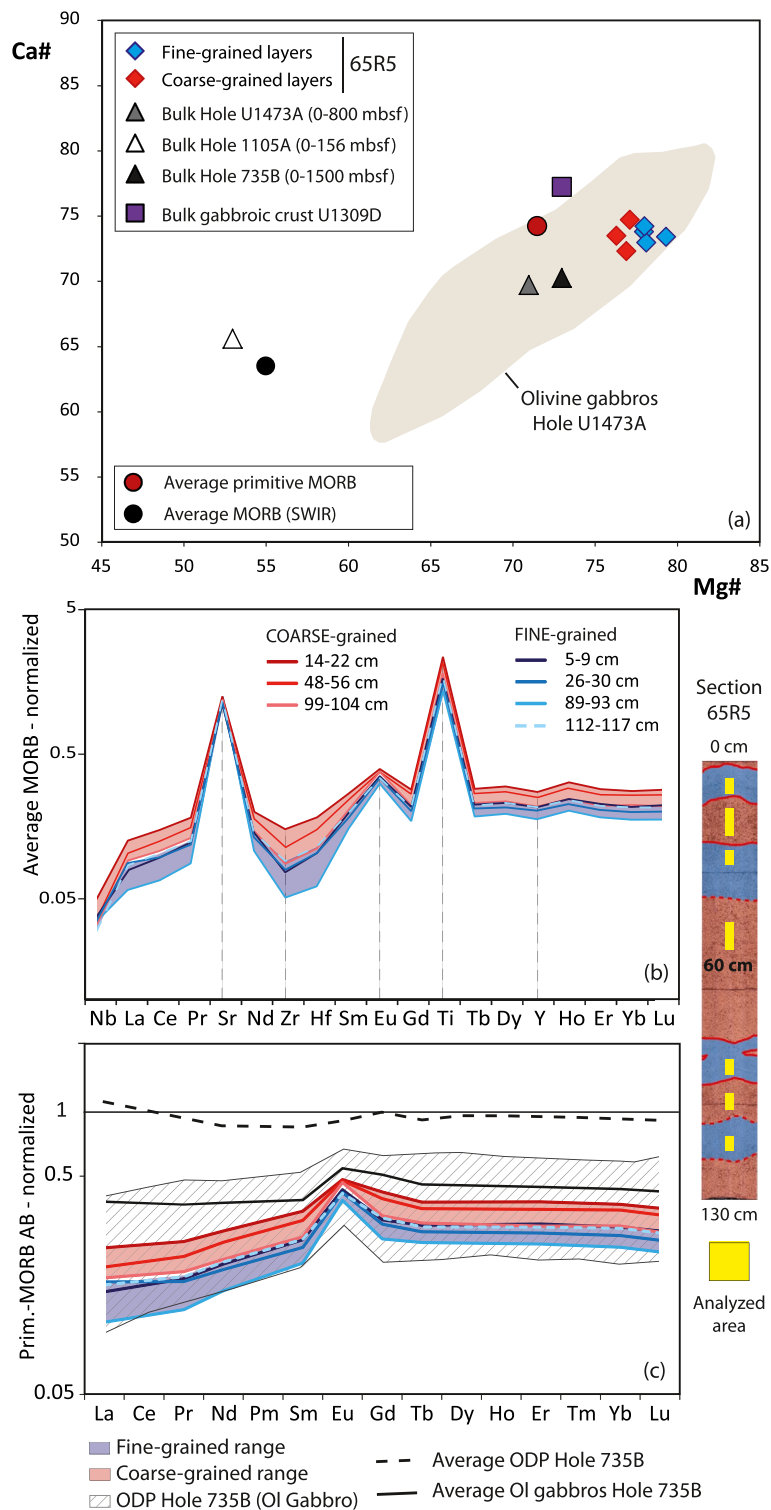 Ca#
90
85
80
75
70
65
60
55
50
Fine-grained layers
Coarse-grained layers
65R5
Bulk Hole U1473A (0-800 mbsf)
Bulk Hole 1105A (0-156 mbsf)
Bulk Hole 735B (0-1500 mbsf)
Bulk gabbroic crust U1309D
Olivine gabbros
Hole U1473A
Average primitive MORB
Average MORB (SWIR)
(a)
45 50 55 60 65 70 75 80 85
Mg#
Average MORB - normalized
5
0.5
0.05
COARSE-grained
14-22 cm
48-56 cm
99-104 cm
FINE-grained
5-9 cm
26-30 cm
89-93 cm
112-117 cm
(b)
Nb La Ce Pr Sr Nd Zr Hf Sm Eu Gd Ti Tb Dy Y Ho Er Yb Lu
Section
65R5
0 cm
60 cm
130 cm
Analyzed
area
Prim.-MORB AB - normalized
1
0.5
0.05
(c)
La Ce Pr Nd Pm Sm Eu Gd Tb Dy Ho Er Tm Yb Lu
Fine-grained range
Coarse-grained range
ODP Hole 735B (Ol Gabbro)
Average ODP Hole 735B
Average Ol gabbros Hole 735B